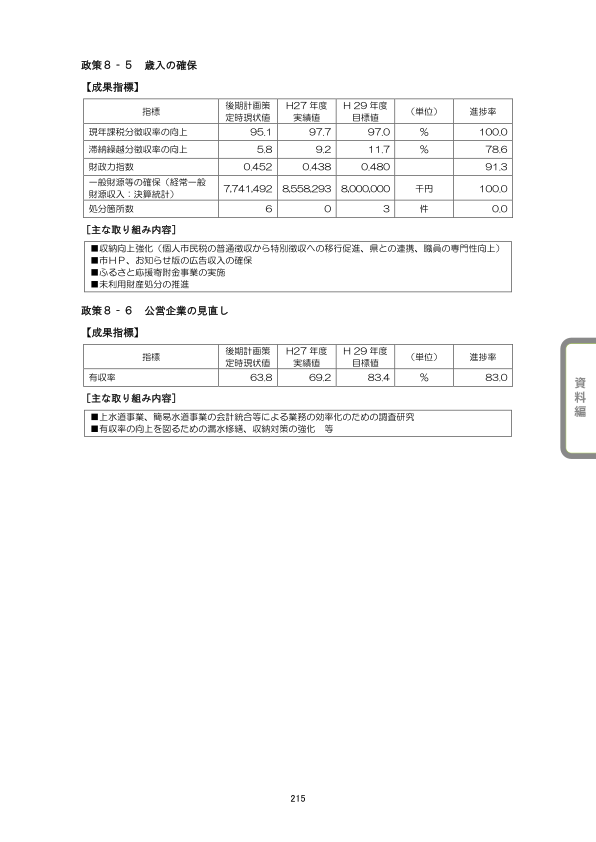 政策８‐５　歳入の確保
【成果指標】
指標 後期計画策定時現状値 H27 年度実績値 H 29 年度目標値 （単位） 進捗率
現年課税分徴収率の向上 95.1 97.7 97.0 % 100.0
滞納繰越分徴収率の向上 5.8 9.2 11.7 % 78.6
財政力指数 0.452 0.438 0.480 91.3
一般財源等の確保（経常一般財源収入：決算統計） 7,741,492 8,558,293 8,000,000 千円 100.0
処分箇所数 6 0 3 件 0.0
［主な取り組み内容］
■収納向上強化（個人市民税の普通徴収から特別徴収への移行促進、県との連携、職員の専門性向上）
■市ＨＰ、お知らせ版の広告収入の確保
■ふるさと応援寄附金事業の実施
■未利用財産処分の推進
政策８‐６　公営企業の見直し
【成果指標】
指標 後期計画策定時現状値 H27 年度実績値 H 29 年度目標値 （単位） 進捗率
有収率 63.8 69.2 83.4 % 83.0
［主な取り組み内容］
■上水道事業、簡易水道事業の会計統合等による業務の効率化のための調査研究
■有収率の向上を図るための漏水修繕、収納対策の強化　等
資料編
215